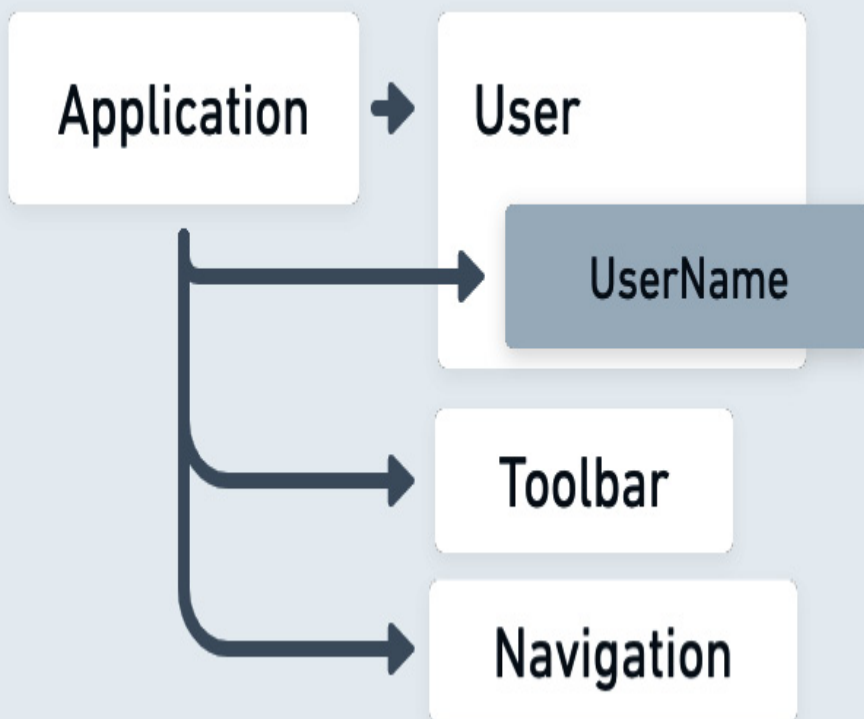 Application
User
UserName
Toolbar
Navigation